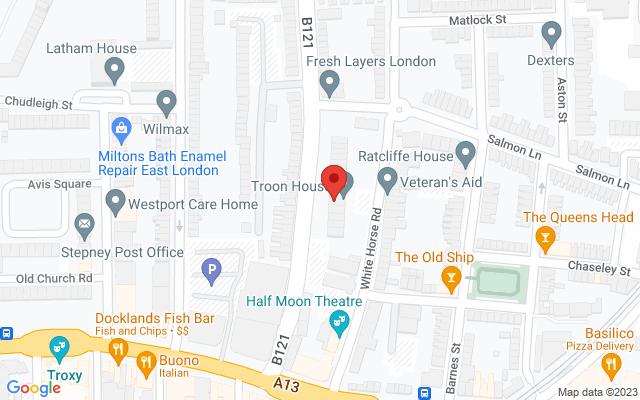 Matlock St
B121
Latham House
Dexters
Fresh Layers London
Aston St
Chudleigh St
Wilmax
Salmon Ln
Miltons Bath Enamel
Repair East London
Ratcliffe House
Salmon Ln
Avis Square
Troon House
Veteran's Aid
Westport Care Home
The Queens Head
White Horse Rd
Stepney Post Office
The Old Ship
Chaseley St
P
Old Church Rd
Half Moon Theatre
Docklands Fish Bar
Fish and Chips · $$
Basilico
Pizza Delivery
B121
Buono
Italian
Troxy
Barnes St
A13
Google
Map data ©2023